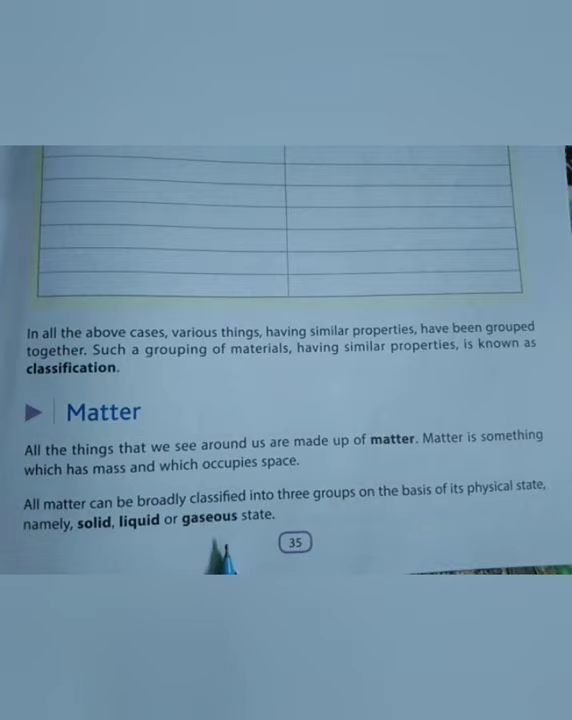 In all the above cases, various things, having similar properties, have been grouped
together. Such a grouping of materials, having similar properties, is known as
classification.
Matter
All the things that we see around us are made up of matter. Matter is something
which has mass and which occupies space.
All matter can be broadly classified into three groups on the basis of its physical state,
namely, solid, liquid or gaseous state.
35